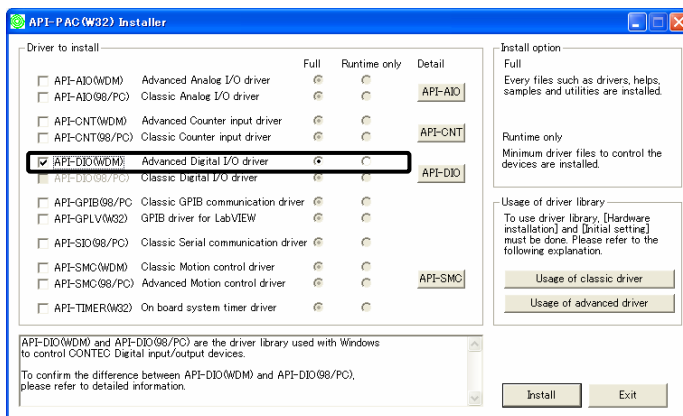 API-PAC(W32) Installer
Driver to install
Full Runtime only Detail
API-AIO(WDM) Advanced Analog I/O driver
API-AIO(98/PC) Classic Analog I/O driver
API-AIO
API-CNT(WDM) Advanced Counter input driver
API-CNT(98/PC) Classic Counter input driver
API-CNT
API-DIO(WDM) Advanced Digital I/O driver
API-DIO(98/PC) Classic Digital I/O driver
API-DIO
API-GPIB(98/PC Classic GPIB communication driver
API-GPLV(W32) GPIB driver for LabVIEW
API-SIO(98/PC) Classic Serial communication driver
API-SMC(WDM) Classic Motion control driver
API-SMC(98/PC) Advanced Motion control driver
API-SMC
API-TIMER(W32) On board system timer driver
Install option
Full
Every files such as drivers, helps,
samples and utilities are installed.
Runtime only
Minimum driver files to control the
devices are installed.
Usage of driver library
To use driver library, [Hardware
installation] and [Initial setting]
must be done. Please refer to the
following explanation.
Usage of classic driver
Usage of advanced driver
API-DIO(WDM) and API-DIO(98/PC) are the driver library used with Windows
to control CONTEC Digital input/output devices.
To confirm the difference between API-DIO(WDM) and API-DIO(98/PC),
please refer to detailed information.
Install Exit